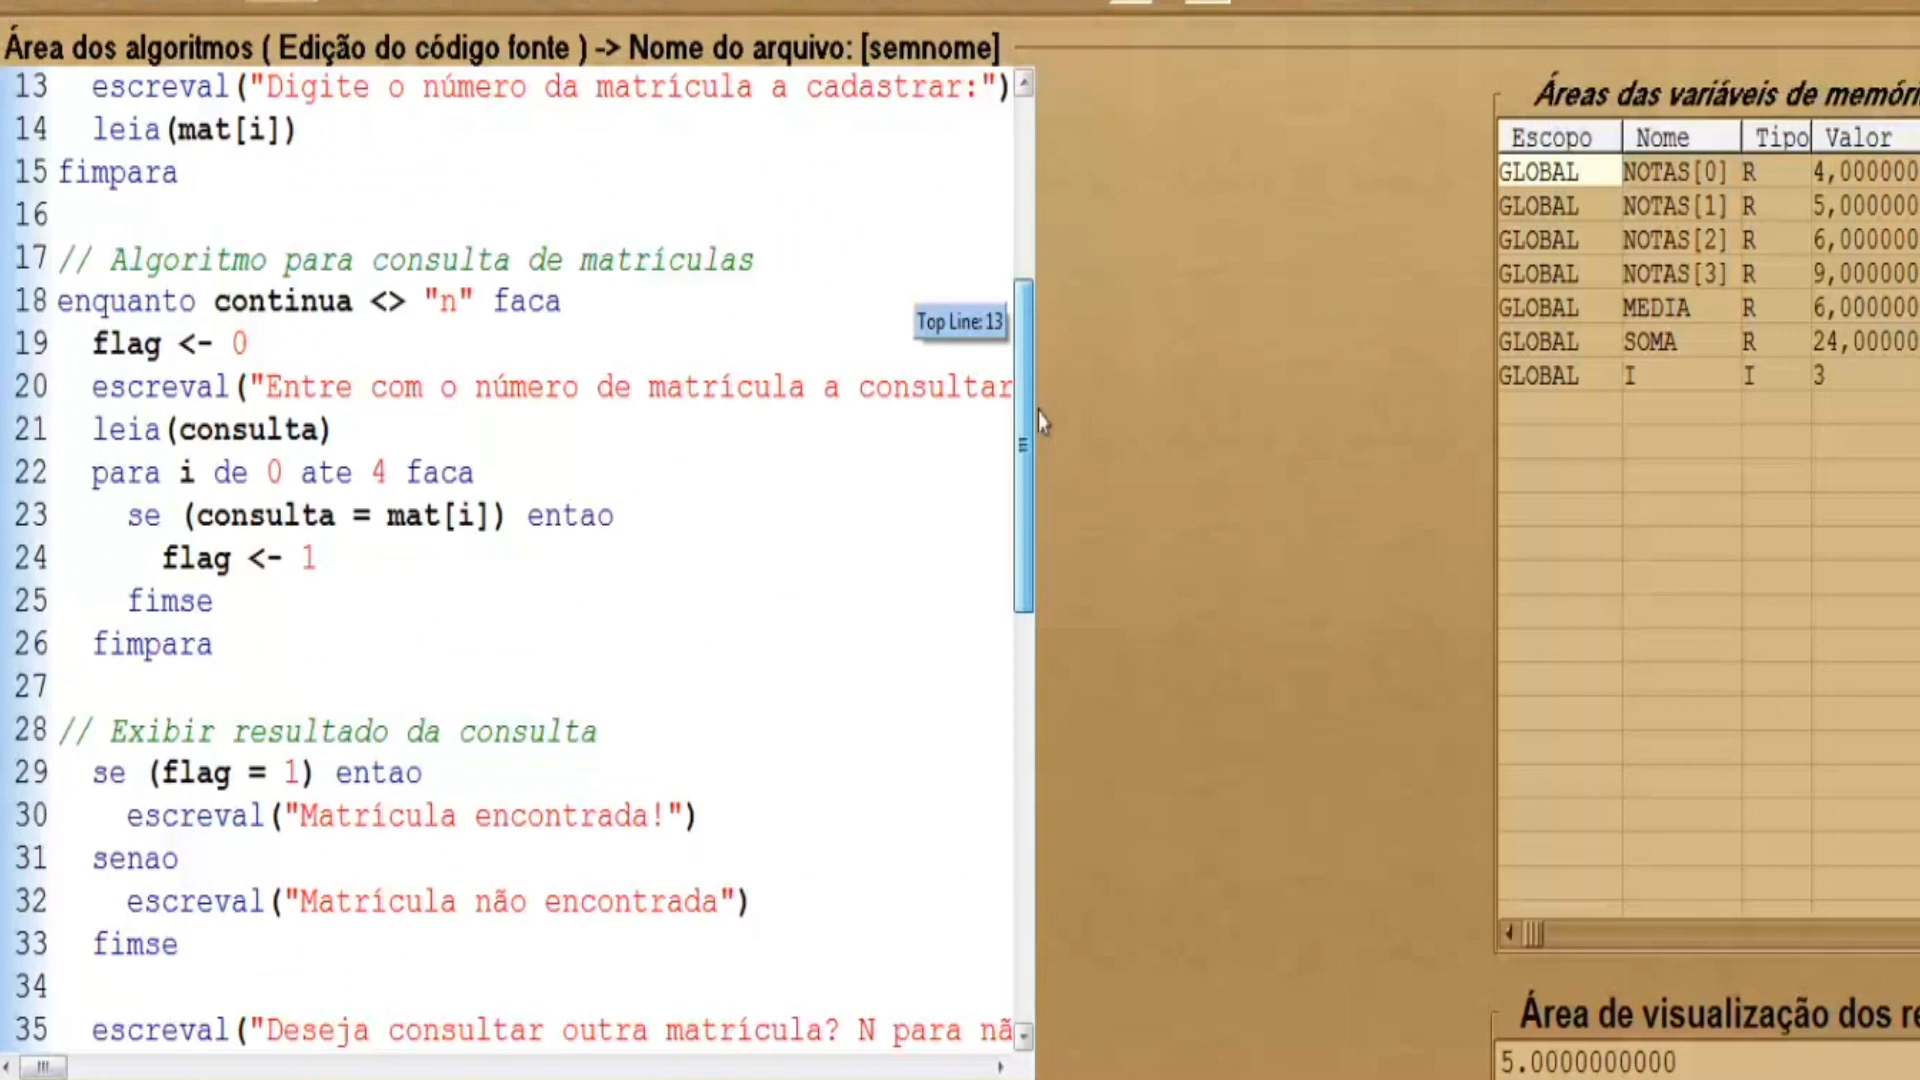 Área dos algoritmos ( Edição do código fonte ) -> Nome do arquivo: [semnome]
13 escreval("Digite o número da matrícula a cadastrar:")
14 leia(mat[i])
15 fimpara
16
17 // Algoritmo para consulta de matrículas
18 enquanto continua <> "n" faca
19 flag <- 0
20 escreval("Entre com o número de matrícula a consultar
21 leia(consulta)
22 para i de 0 ate 4 faca
23 se (consulta = mat[i]) entao
24 flag <- 1
25 fimse
26 fimpara
27
28 // Exibir resultado da consulta
29 se (flag = 1) entao
30 escreval("Matrícula encontrada!")
31 senao
32 escreval("Matrícula não encontrada")
33 fimse
34
35 escreval("Deseja consultar outra matrícula? N para nã
Top Line: 13
Áreas das variáveis de memóri
Escopo Nome Tipo Valor
GLOBAL NOTAS[0] R 4,000000
GLOBAL NOTAS[1] R 5,000000
GLOBAL NOTAS[2] R 6,000000
GLOBAL NOTAS[3] R 9,000000
GLOBAL MEDIA R 6,000000
GLOBAL SOMA R 24,00000
GLOBAL I I 3
Área de visualização dos re
5.0000000000